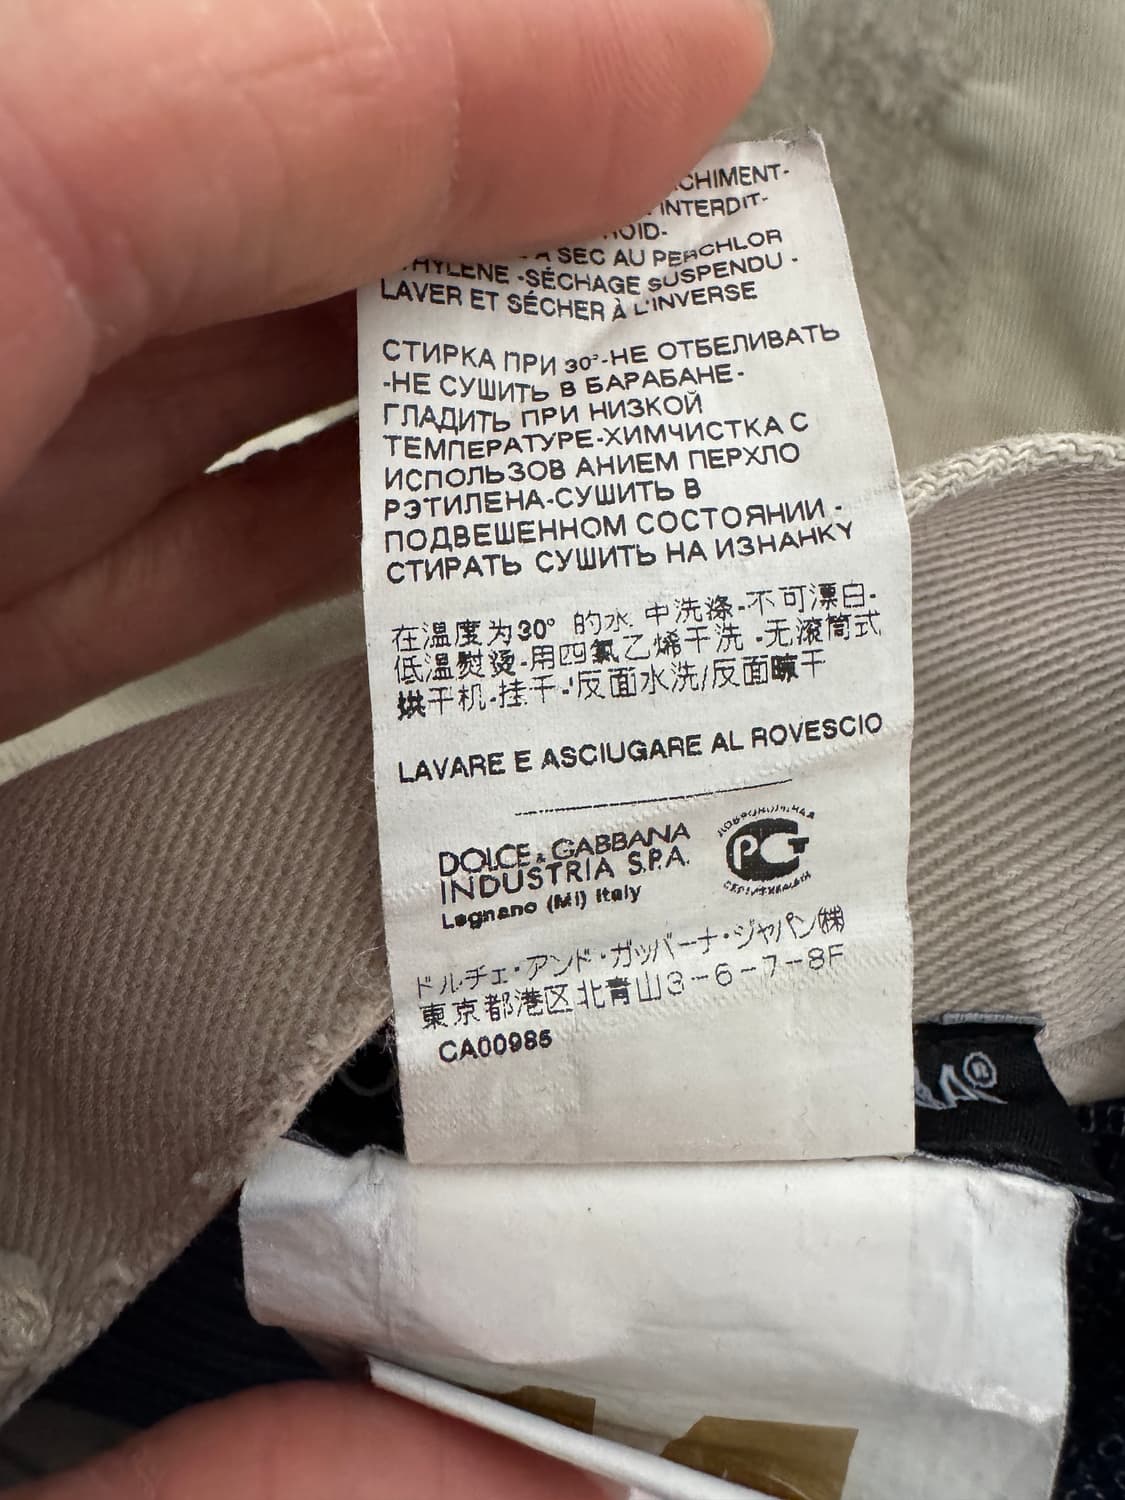 CHIMENT-
INTERDIT-
SEC AU PERCHLOR
HYLENE -SÉCHAGE SUSPENDU -
LAVER ET SÉCHER À L'INVERSE
СТИРКА ПРИ 30°-НЕ ОТБЕЛИВАТЬ
-НЕ СУШИТЬ В БАРАБАНЕ-
ГЛАДИТЬ ПРИ НИЗКОЙ
ТЕМПЕРАТУРЕ-ХИМЧИСТКА С
ИСПОЛЬЗОВ АНИЕМ ПЕРХЛО
РЭТИЛЕНА-СУШИТЬ В
ПОДВЕШЕННОМ СОСТОЯНИИ -
СТИРАТЬ СУШИТЬ НА ИЗНАНКУ
在温度为30° 的水 中洗涤-不可漂白-
低温熨烫-用四氯乙烯干洗 -无滚筒式
烘干机-挂干-反面水洗/反面晾干
LAVARE E ASCIUGARE AL ROVESCIO
DOLCE & GABBANA
INDUSTRIA S.P.A.
Legnano (MI) Italy
PCT
ドルチェ・アンド・ガッバーナ・ジャパン(株)
東京都港区北青山3-6-7-8F
CA00985